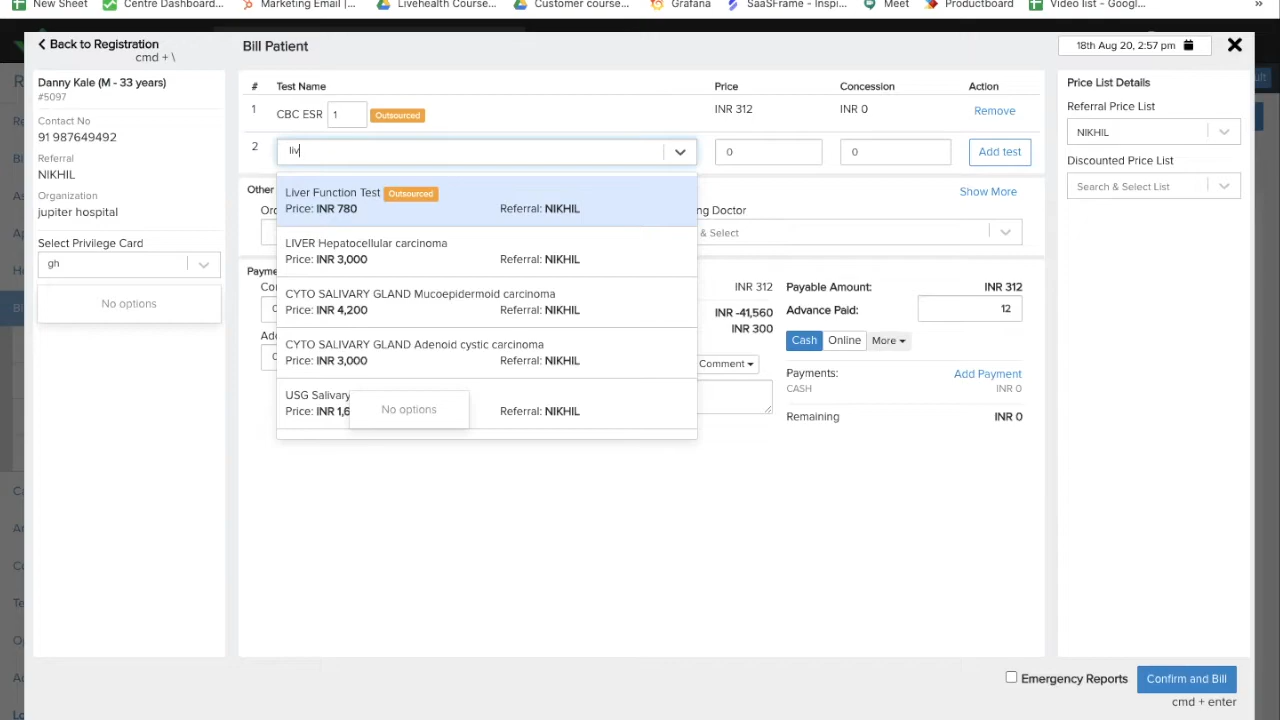 New Sheet
Centre Dashboard...
Marketing Email |...
Livehealth Course...
Customer course...
Grafana
SaaSFrame - Inspi...
Meet
Productboard
Video list - Googl...
»
Back to Registration
cmd + \
Bill Patient
18th Aug 20, 2:57 pm
Danny Kale (M - 33 years)
#5097
Contact No
91 987649492
Referral
NIKHIL
Organization
jupiter hospital
Select Privilege Card
gh
No options
# Test Name Price Concession Action
1 CBC ESR 1 Outsourced INR 312 INR 0 Remove
2 liv 0 0 Add test
Liver Function Test Outsourced
Price: INR 780 Referral: NIKHIL
LIVER Hepatocellular carcinoma
Price: INR 3,000 Referral: NIKHIL
CYTO SALIVARY GLAND Mucoepidermoid carcinoma
Price: INR 4,200 Referral: NIKHIL
CYTO SALIVARY GLAND Adenoid cystic carcinoma
Price: INR 3,000 Referral: NIKHIL
USG Salivary
Price: INR 1,6 Referral: NIKHIL
No options
Other
Show More
ng Doctor
& Select
Payme
INR 312
INR -41,560
INR 300
Comment
Payable Amount: INR 312
Advance Paid: 12
Cash Online More
Payments: Add Payment
CASH INR 0
Remaining INR 0
Price List Details
Referral Price List
NIKHIL
Discounted Price List
Search & Select List
Emergency Reports
Confirm and Bill
cmd + enter